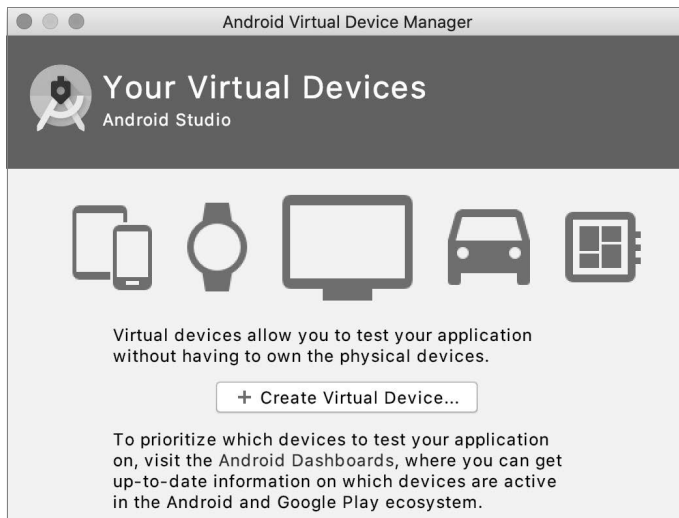 Android Virtual Device Manager
Your Virtual Devices
Android Studio
Virtual devices allow you to test your application
without having to own the physical devices.
+ Create Virtual Device...
To prioritize which devices to test your application
on, visit the Android Dashboards, where you can get
up-to-date information on which devices are active
in the Android and Google Play ecosystem.